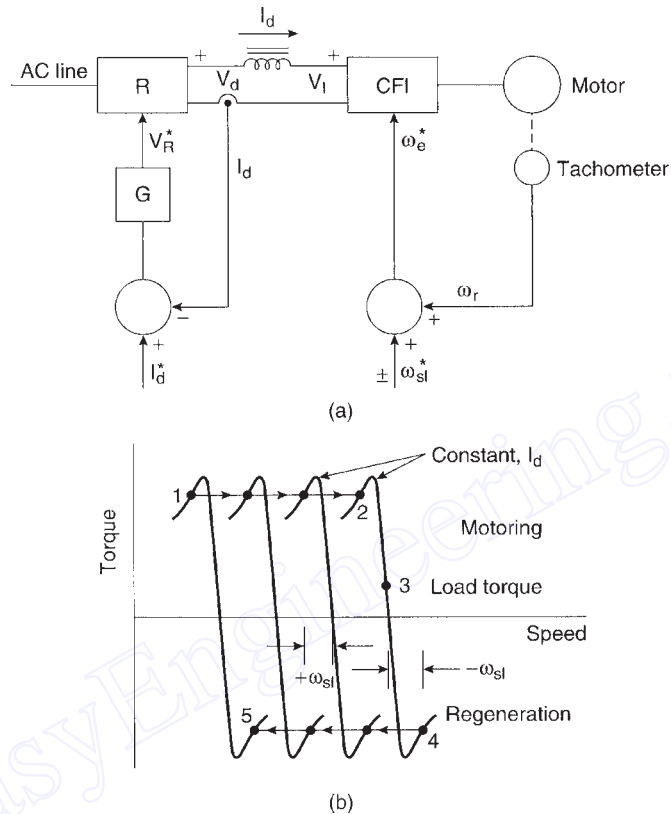 I_d
AC line
R
+
V_d
+
V_I
CFI
Motor
V_R^*
I_d
ω_e^*
Tachometer
G
ω_r
−
+
+
+
I_d^*
±
ω_sl^*
(a)
Constant, I_d
1
2
Motoring
Torque
3
Load torque
Speed
+ω_sl
−ω_sl
5
Regeneration
4
(b)
asyEngineering.